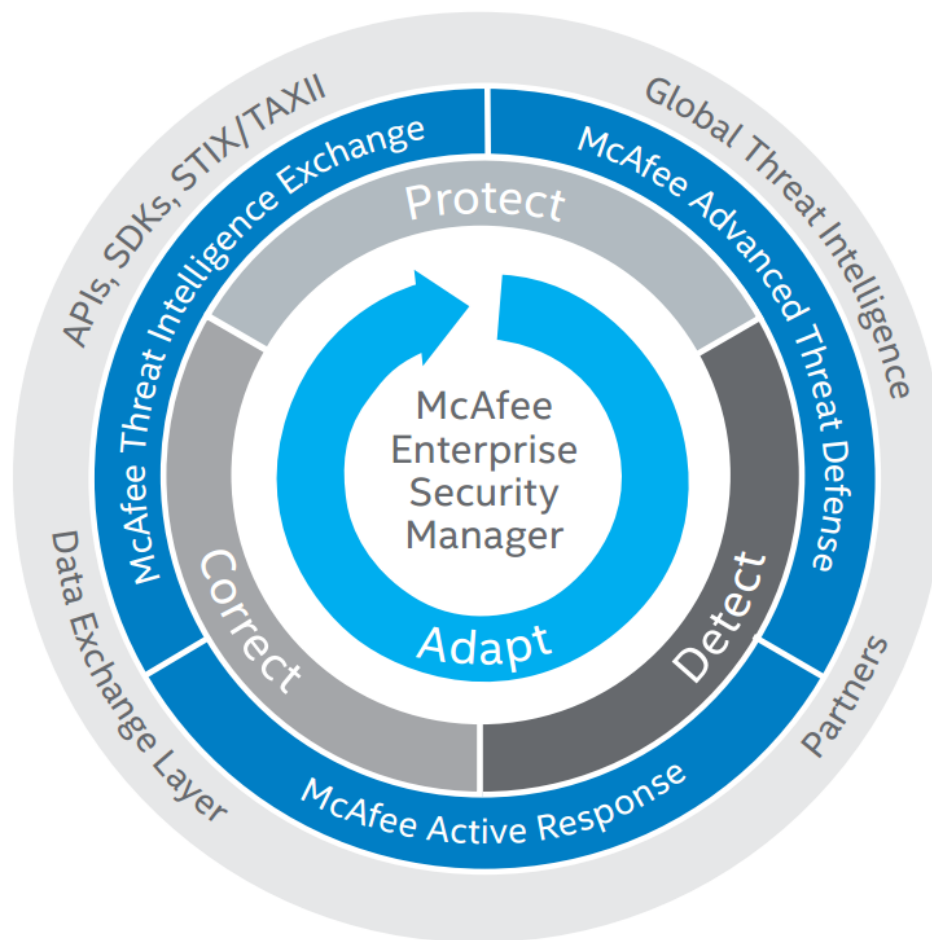 APIs, SDKs, STIX/TAXII
Global Threat Intelligence
McAfee Threat Intelligence Exchange
McAfee Advanced Threat Defense
Protect
McAfee
Enterprise
Security
Manager
Adapt
Correct
Detect
Data Exchange Layer
Partners
McAfee Active Response